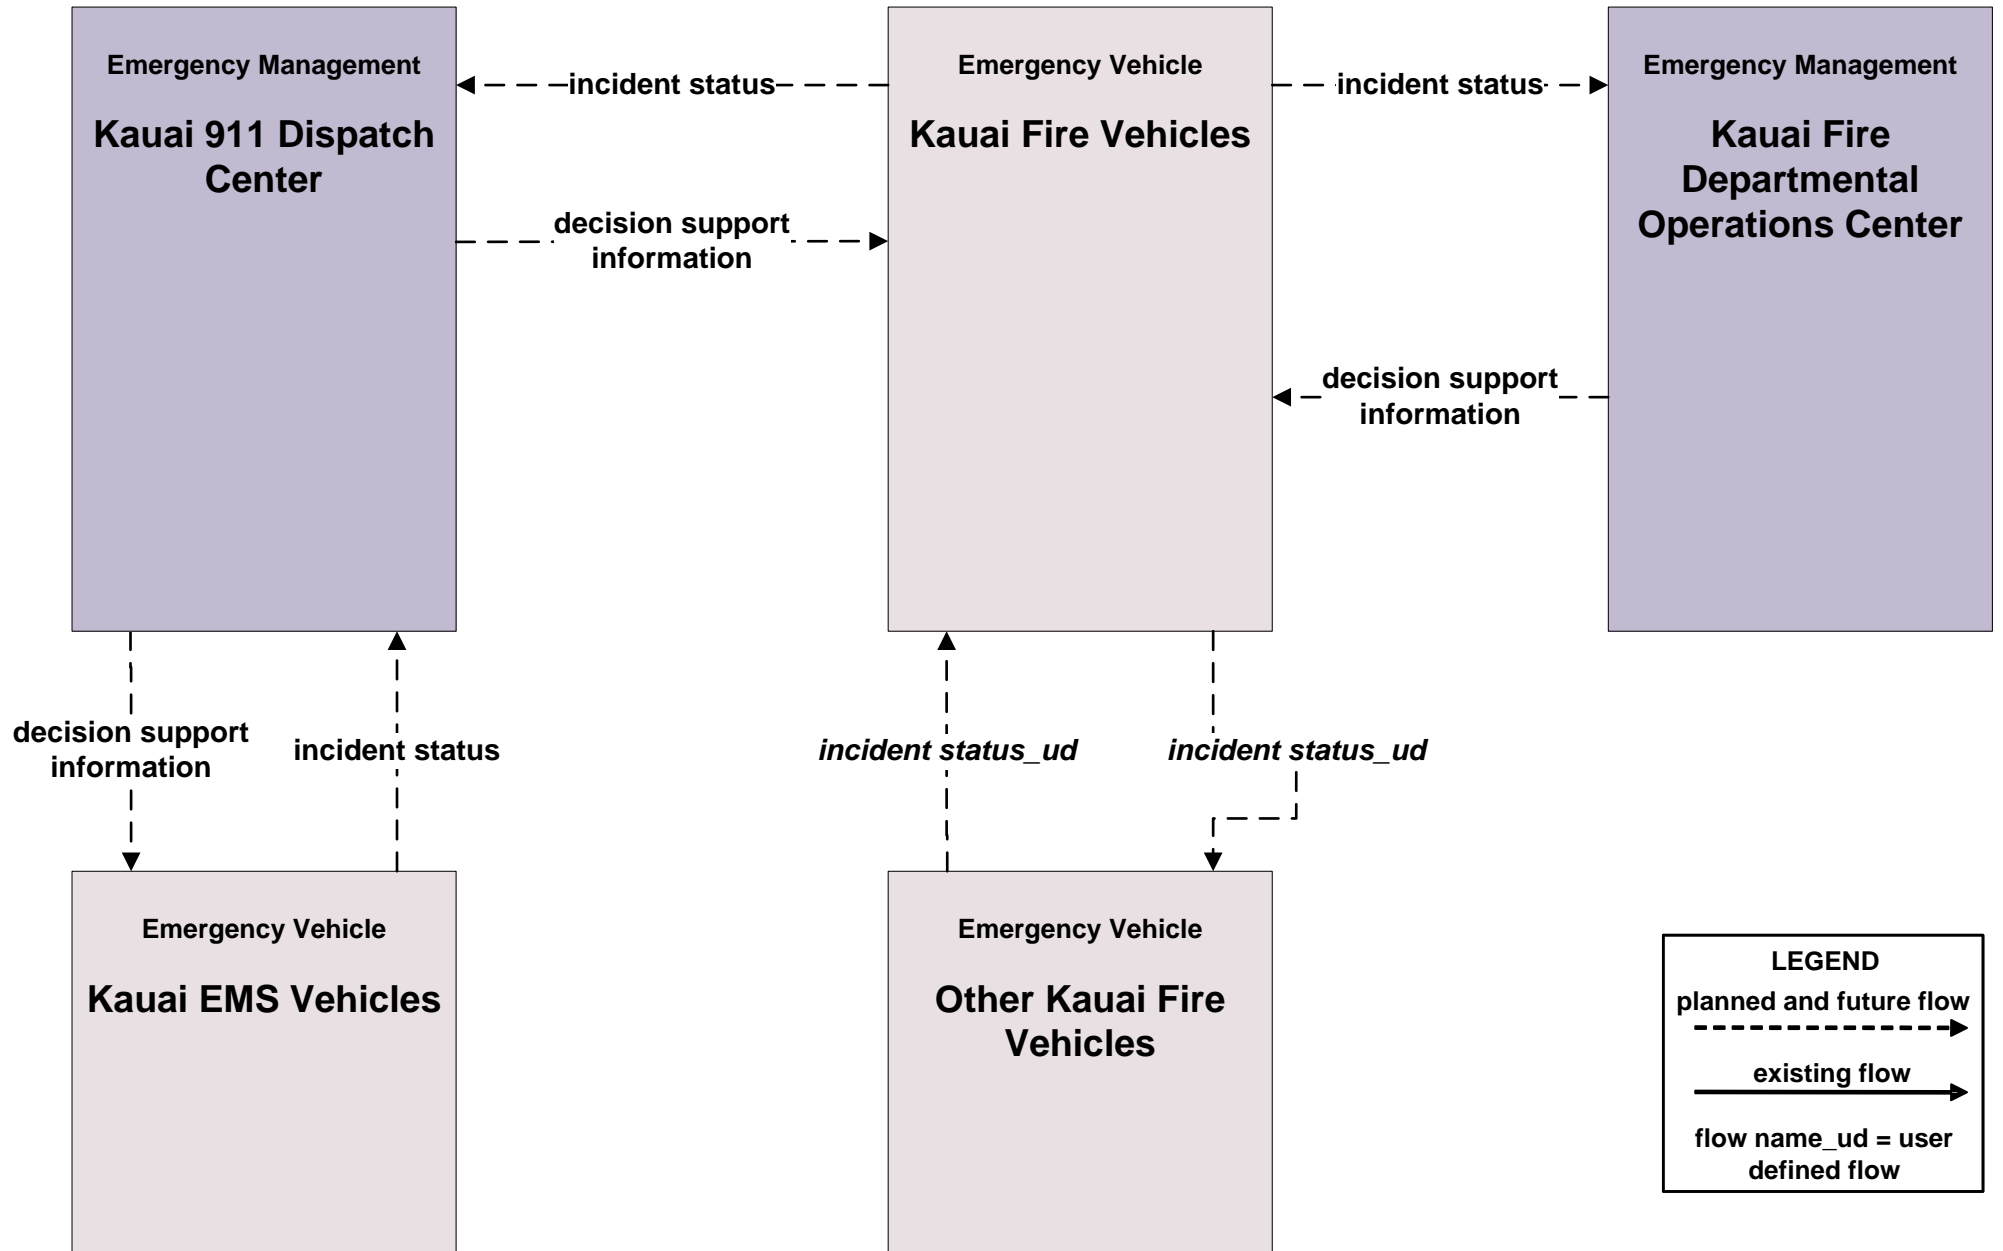 Emergency Management
Kauai 911 Dispatch
Center
incident status
Emergency Vehicle
Kauai Fire Vehicles
incident status
Emergency Management
Kauai Fire
Departmental
Operations Center
decision support
information
decision support
information
decision support
information
incident status
incident status_ud
incident status_ud
Emergency Vehicle
Kauai EMS Vehicles
Emergency Vehicle
Other Kauai Fire
Vehicles
LEGEND
planned and future flow
existing flow
flow name_ud = user
defined flow